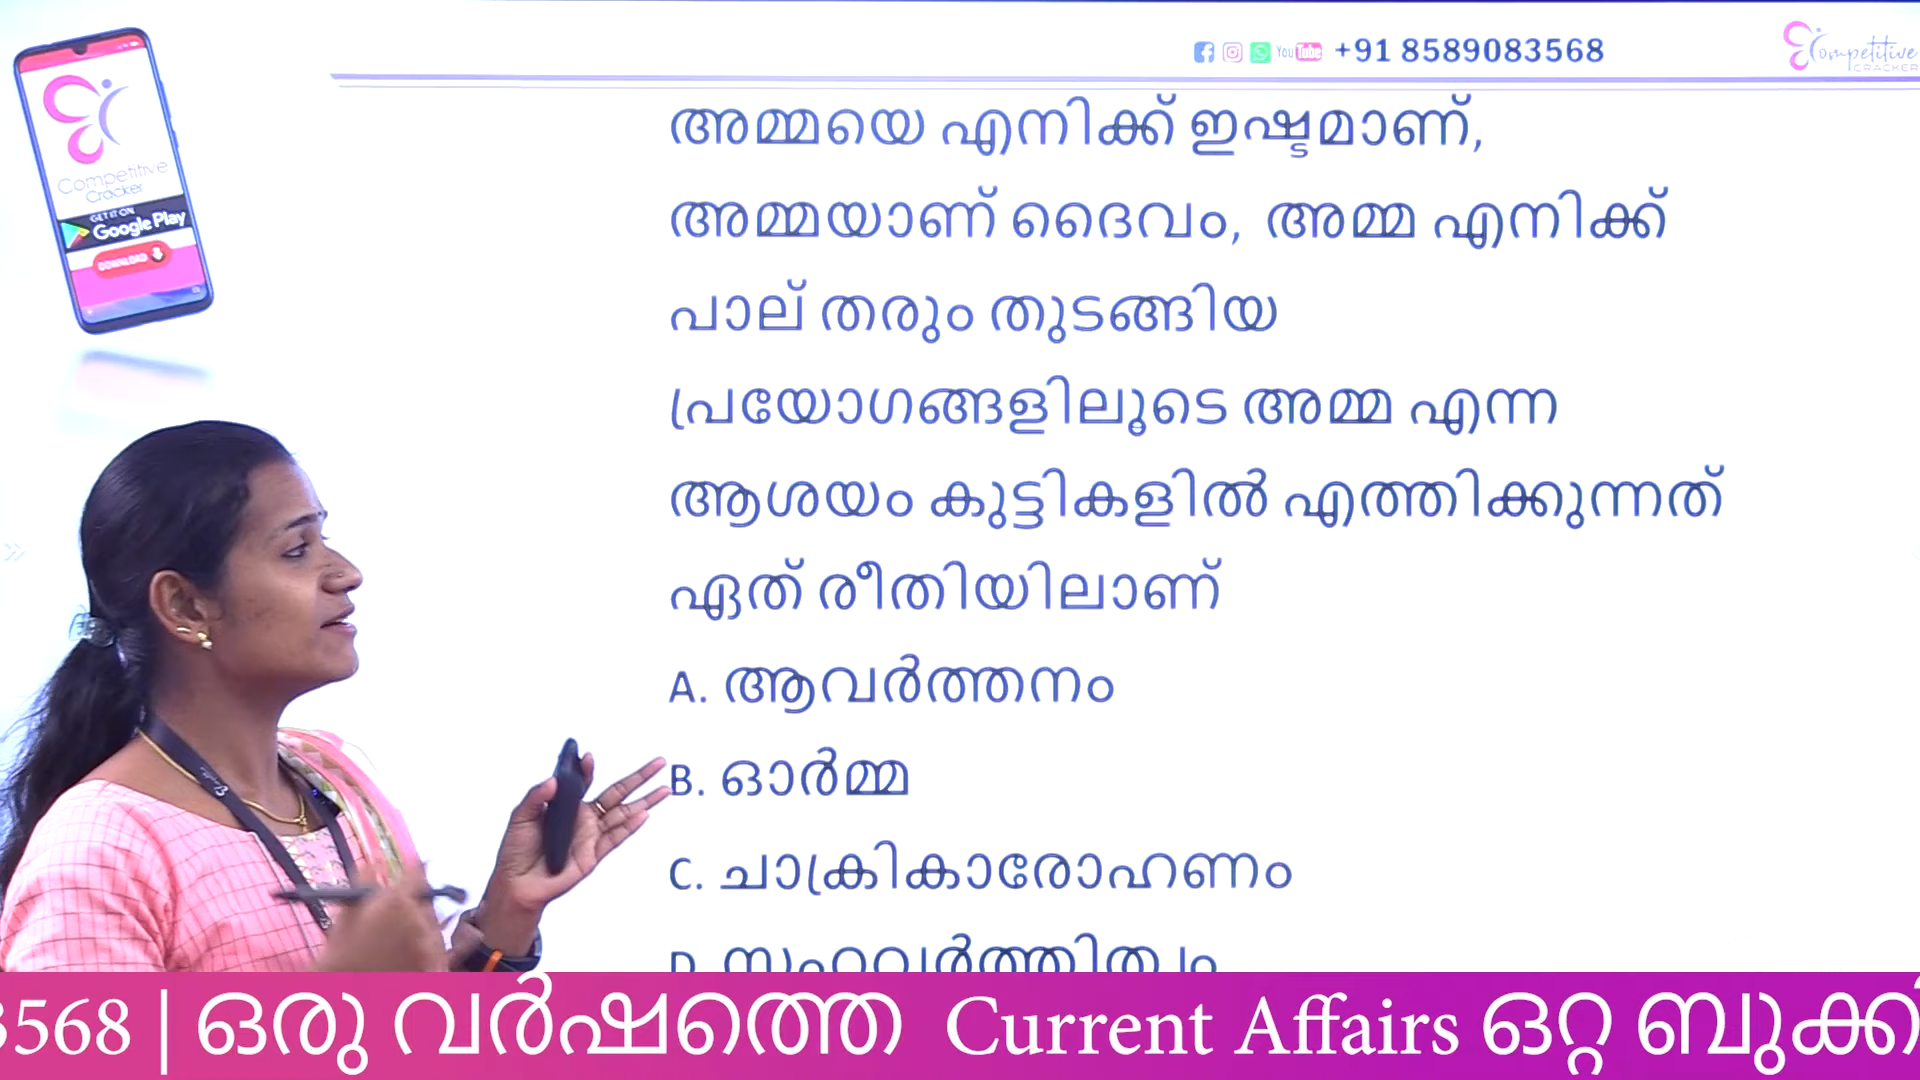 +91 8589083568
Competitive
CRACKER
Competitive
Cracker
GET IT ON
Google Play
DOWNLOAD
അമ്മയെ എനിക്ക് ഇഷ്ടമാണ്,
അമ്മയാണ് ദൈവം, അമ്മ എനിക്ക്
പാല് തരും തുടങ്ങിയ
പ്രയോഗങ്ങളിലൂടെ അമ്മ എന്ന
ആശയം കുട്ടികളിൽ എത്തിക്കുന്നത്
ഏത് രീതിയിലാണ്
A. ആവർത്തനം
B. ഓർമ്മ
C. ചാക്രികാരോഹണം
D. സഹവർത്തിത്വം
3568 | ഒരു വർഷത്തെ Current Affairs ഒറ്റ ബുക്കി